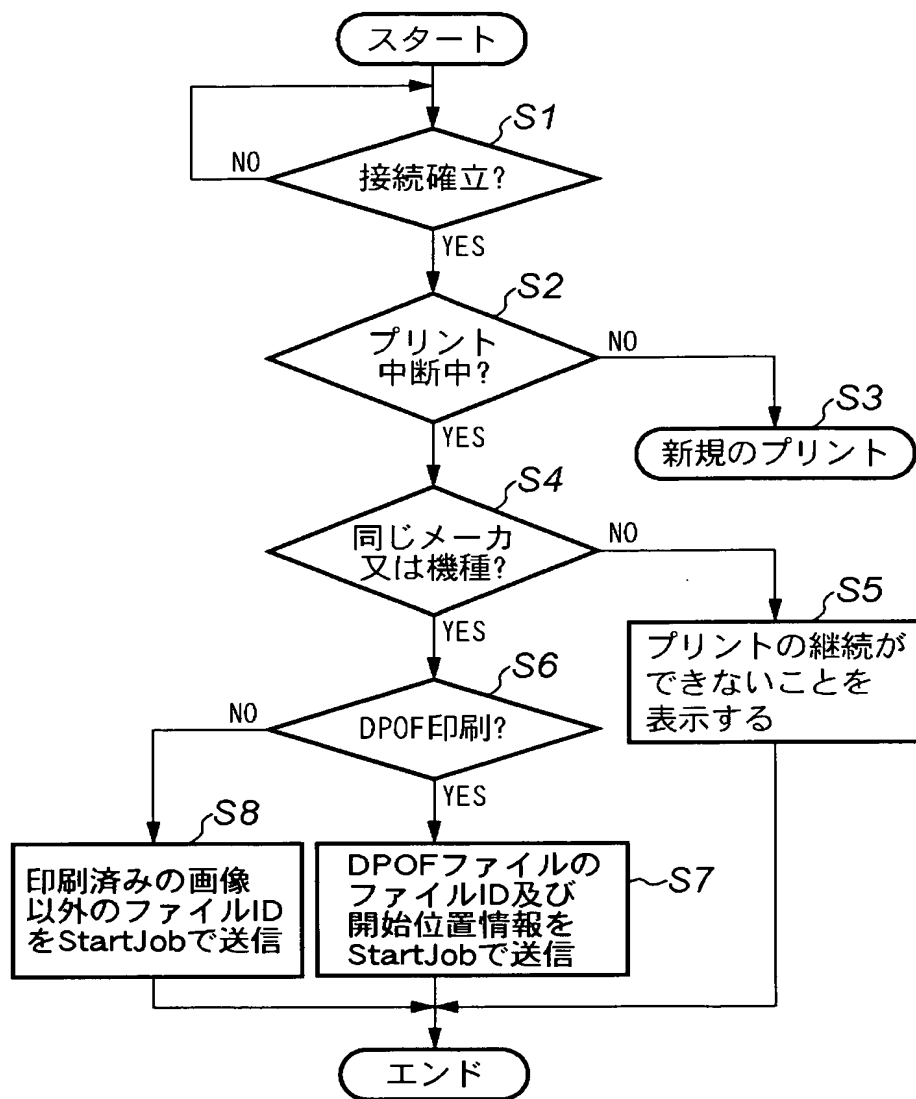 スタート
S1
接続確立?
NO
YES
S2
プリント
中断中?
NO
YES
S3
新規のプリント
S4
同じメーカ
又は機種?
NO
YES
S5
プリントの継続が
できないことを
表示する
S6
DPOF印刷?
NO
YES
S8
印刷済みの画像
以外のファイルID
をStartJobで送信
S7
DPOFファイルの
ファイルID及び
開始位置情報を
StartJobで送信
エンド